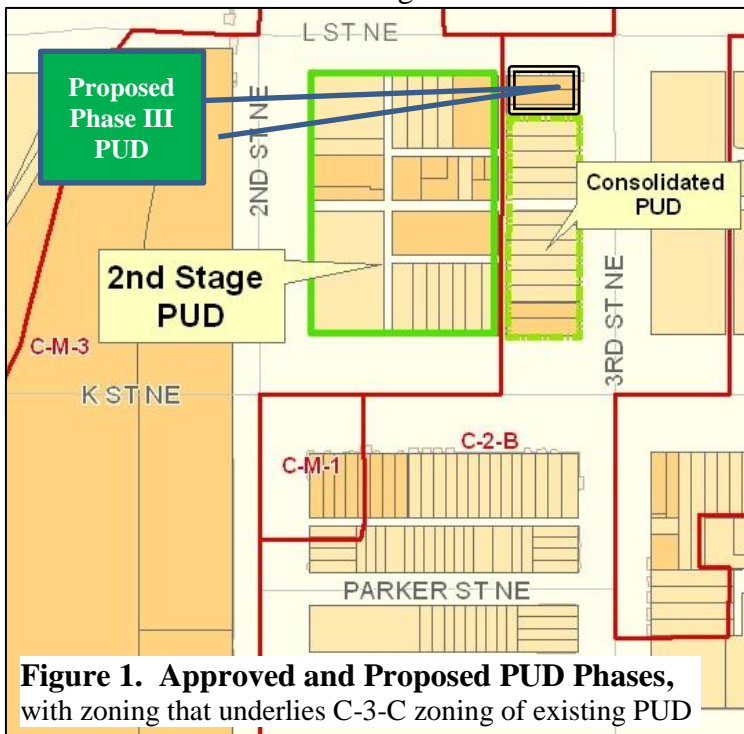 L ST NE
Proposed
Phase III
PUD
2ND ST NE
Consolidated
PUD
2nd Stage
PUD
3RD ST NE
C-M-3
K ST NE
C-2-B
C-M-1
PARKER ST NE
Figure 1. Approved and Proposed PUD Phases,
with zoning that underlies C-3-C zoning of existing PUD